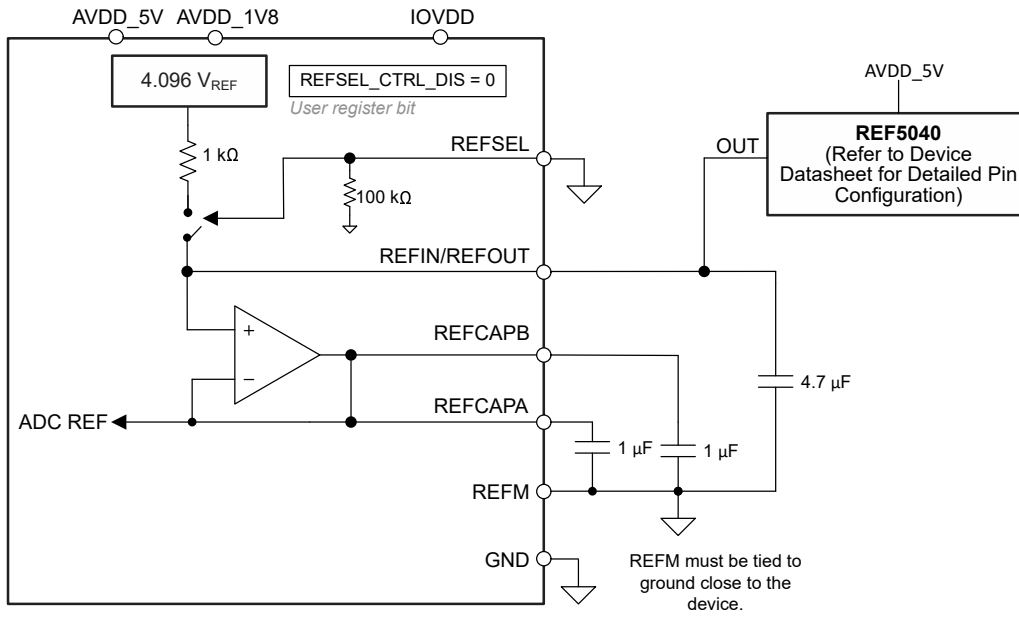 AVDD_5V AVDD_1V8 IOVDD
4.096 VREF
REFSEL_CTRL_DIS = 0
User register bit
1 kΩ
REFSEL
100 kΩ
REFIN/REFOUT
REFCAPB
+
−
REFCAPA
ADC REF
REFM
GND
AVDD_5V
OUT
REF5040
(Refer to Device
Datasheet for Detailed Pin
Configuration)
4.7 µF
1 µF
1 µF
REFM must be tied to
ground close to the
device.